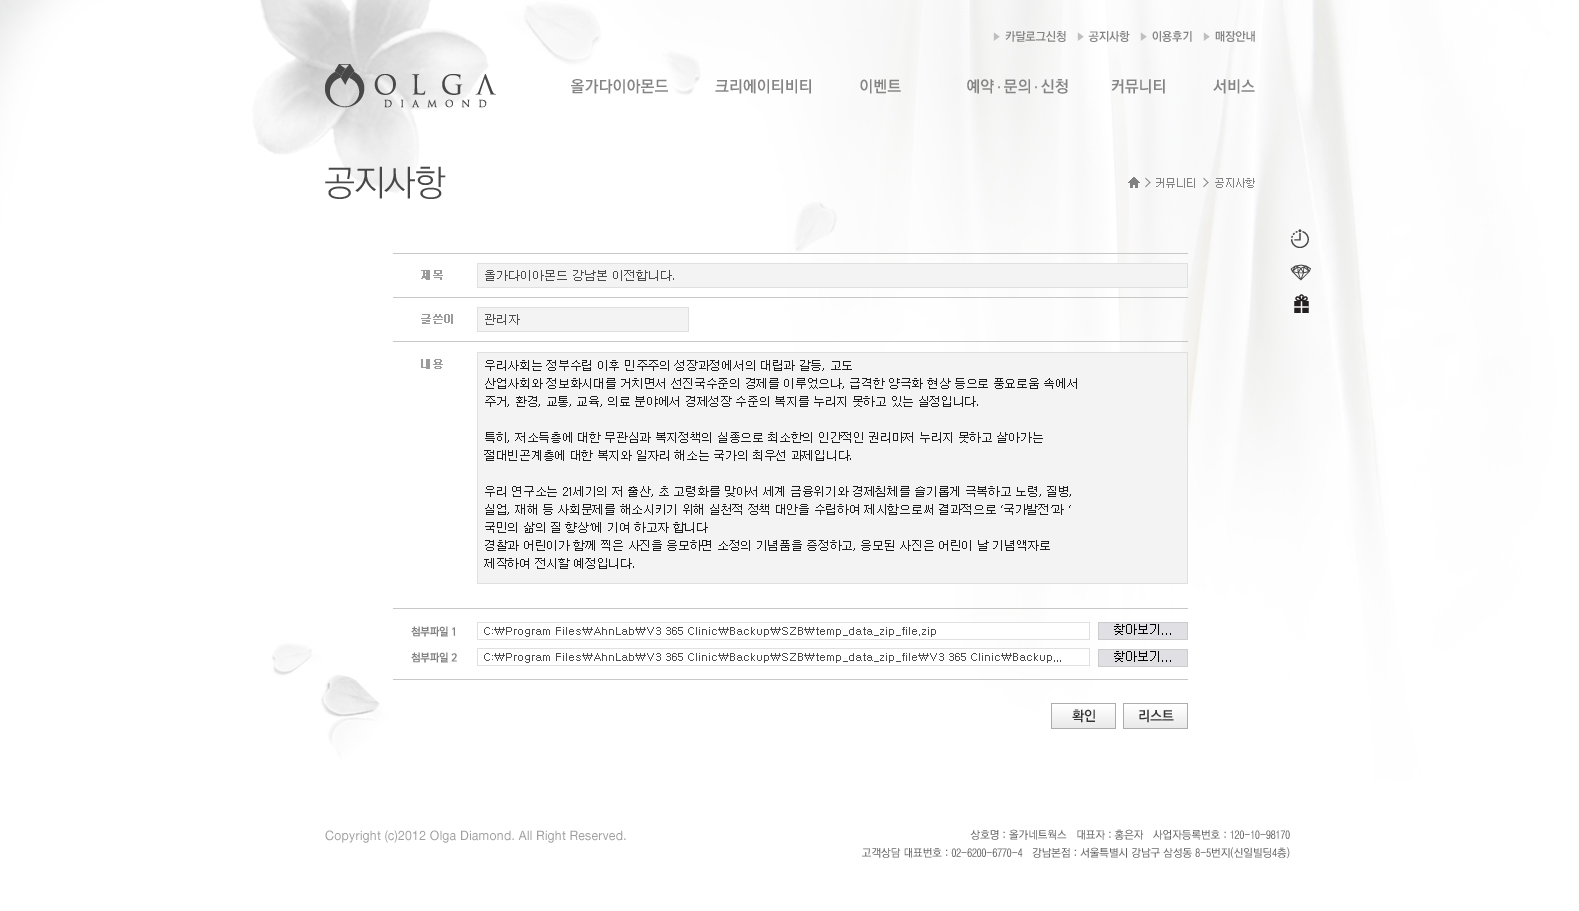 카달로그신청 공지사항 이용후기 매장안내
OLGA
DIAMOND
올가다이아몬드 크리에이티비티 이벤트 예약 · 문의 · 신청 커뮤니티 서비스
공지사항
> 커뮤니티 > 공지사항
제 목 올가다이아몬드 강남본 이전합니다.
글쓴이 관리자
내 용 우리사회는 정부수립 이후 민주주의 성장과정에서의 대립과 갈등, 고도
산업사회와 정보화시대를 거치면서 선진국수준의 경제를 이루었으나, 급격한 양극화 현상 등으로 풍요로움 속에서
주거, 환경, 교통, 교육, 의료 분야에서 경제성장 수준의 복지를 누리지 못하고 있는 실정입니다.
특히, 저소득층에 대한 무관심과 복지정책의 실종으로 최소한의 인간적인 권리마저 누리지 못하고 살아가는
절대빈곤계층에 대한 복지와 일자리 해소는 국가의 최우선 과제입니다.
우리 연구소는 21세기의 저 출산, 초 고령화를 맞아서 세계 금융위기와 경제침체를 슬기롭게 극복하고 노령, 질병,
실업, 재해 등 사회문제를 해소시키기 위해 실천적 정책 대안을 수립하여 제시함으로써 결과적으로 ‘국가발전’과 ‘
국민의 삶의 질 향상’에 기여 하고자 합니다
경찰과 어린이가 함께 찍은 사진을 응모하면 소정의 기념품을 증정하고, 응모된 사진은 어린이 날 기념액자로
제작하여 전시할 예정입니다.
첨부파일 1 C:₩Program Files₩AhnLab₩V3 365 Clinic₩Backup₩SZB₩temp_data_zip_file.zip 찾아보기...
첨부파일 2 C:₩Program Files₩AhnLab₩V3 365 Clinic₩Backup₩SZB₩temp_data_zip_file₩V3 365 Clinic₩Backup... 찾아보기...
확인 리스트
Copyright (c)2012 Olga Diamond. All Right Reserved.
상호명 : 올가네트웍스 대표자 : 홍은자 사업자등록번호 : 120-10-98170
고객상담 대표번호 : 02-6200-6770-4 강남본점 : 서울특별시 강남구 삼성동 8-5번지(신일빌딩4층)